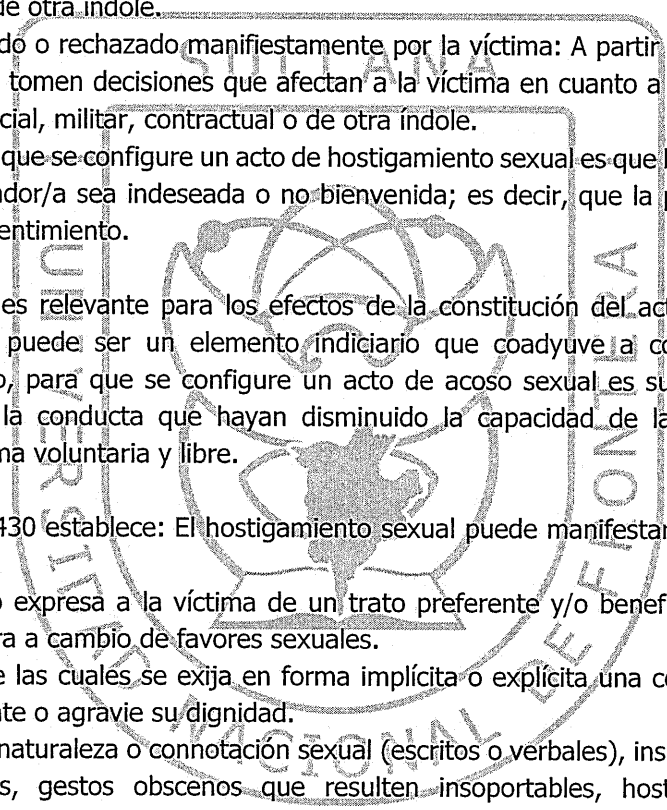 de otra índole.
do o rechazado manifiestamente por la víctima: A partir
tomen decisiones que afectan a la víctima en cuanto a
cial, militar, contractual o de otra índole.
que se configure un acto de hostigamiento sexual es que
ador/a sea indeseada o no bienvenida; es decir, que la
entimiento.
es relevante para los efectos de la constitución del
puede ser un elemento indiciario que coadyuve a
o, para que se configure un acto de acoso sexual es su
la conducta que hayan disminuido la capacidad de la
ma voluntaria y libre.
430 establece: El hostigamiento sexual puede manifestar
o expresa a la víctima de un trato preferente y/o benef
ra a cambio de favores sexuales.
e las cuales se exija en forma implícita o explícita una
te o agravie su dignidad.
naturaleza o connotación sexual (escritos o verbales), ins
s, gestos obscenos que resulten insoportables, host
SULLANA
UNIVERSIDAD NACIONAL DE FRONTERA